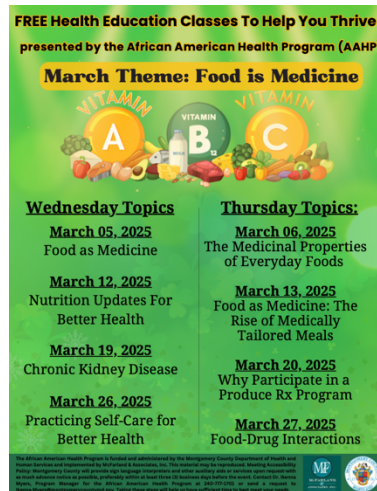 FREE Health Education Classes To Help You Thrive
presented by the African American Health Program (AAHP
March Theme: Food is Medicine
VITAMIN
A
VITAMIN
B
12
VITAMIN
C
MILK
Wednesday Topics
March 05, 2025
Food as Medicine
March 12, 2025
Nutrition Updates For
Better Health
March 19, 2025
Chronic Kidney Disease
March 26, 2025
Practicing Self-Care for
Better Health
Thursday Topics:
March 06, 2025
The Medicinal Properties
of Everyday Foods
March 13, 2025
Food as Medicine: The
Rise of Medically
Tailored Meals
March 20, 2025
Why Participate in a
Produce Rx Program
March 27, 2025
Food-Drug Interactions
The African American Health Program is funded and administered by the Montgomery County Department of Health and
Human Services and implemented by McFarland & Associates, Inc. This material may be reproduced. Meeting Accessibility
Policy: Montgomery County will provide sign language interpreters and other auxiliary aids or services upon request with
as much advance notice as possible, preferably within at least three (3) business days before the event. Contact Dr. Nanna
Program Manager for the African American Health Program at or send a request to